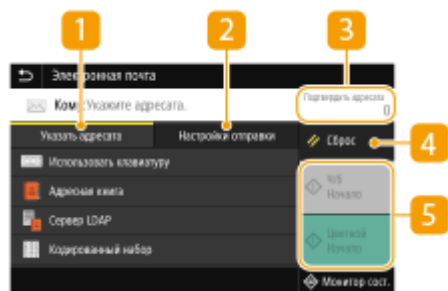 1
2
3
Электронная почта
Ком: Укажите адресата.
Подтвердить адресата
0
Указать адресата
Настройки отправки
Сброс
4
Использовать клавиатуру
Адресная книга
Сервер LDAP
Кодированный набор
Ч/Б
Начало
Цветной
Начало
5
Монитор сост.